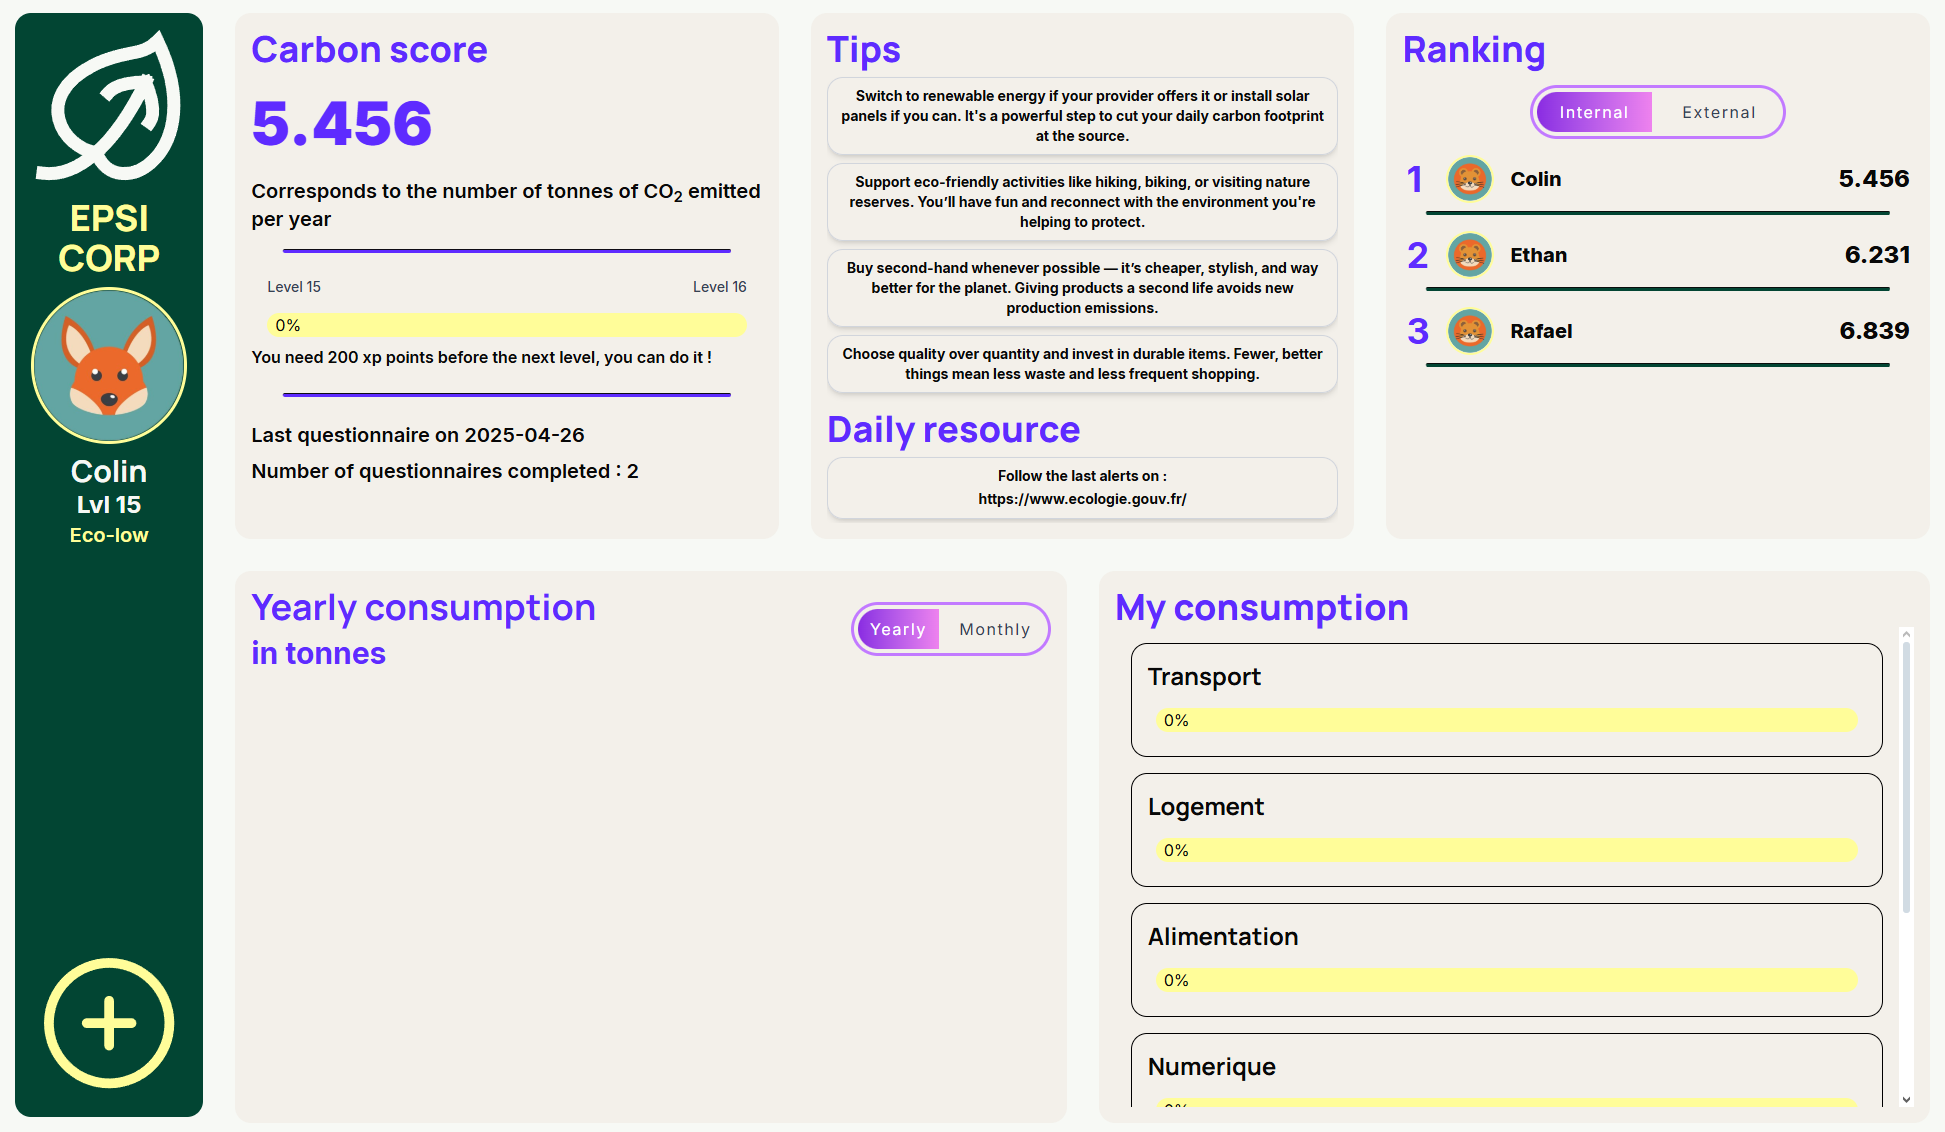 EPSI
CORP
Colin
Lvl 15
Eco-low
Carbon score
5.456
Corresponds to the number of tonnes of CO₂ emitted
per year
Level 15
Level 16
0%
You need 200 xp points before the next level, you can do it !
Last questionnaire on 2025-04-26
Number of questionnaires completed : 2
Tips
Switch to renewable energy if your provider offers it or install solar
panels if you can. It's a powerful step to cut your daily carbon footprint
at the source.
Support eco-friendly activities like hiking, biking, or visiting nature
reserves. You’ll have fun and reconnect with the environment you're
helping to protect.
Buy second-hand whenever possible — it’s cheaper, stylish, and way
better for the planet. Giving products a second life avoids new
production emissions.
Choose quality over quantity and invest in durable items. Fewer, better
things mean less waste and less frequent shopping.
Daily resource
Follow the last alerts on :
https://www.ecologie.gouv.fr/
Ranking
Internal External
1 Colin 5.456
2 Ethan 6.231
3 Rafael 6.839
Yearly consumption
in tonnes
Yearly Monthly
My consumption
Transport
0%
Logement
0%
Alimentation
0%
Numerique